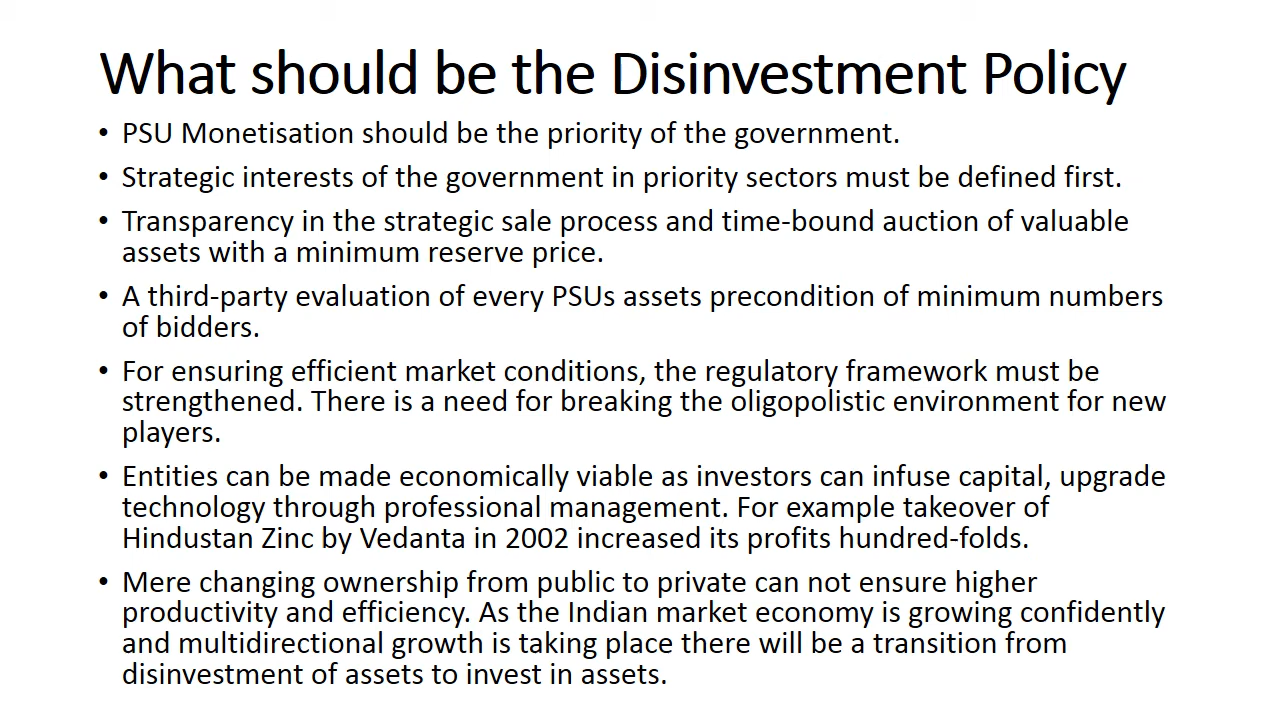 What should be the Disinvestment Policy
• PSU Monetisation should be the priority of the government.
• Strategic interests of the government in priority sectors must be defined first.
• Transparency in the strategic sale process and time-bound auction of valuable
assets with a minimum reserve price.
• A third-party evaluation of every PSUs assets precondition of minimum numbers
of bidders.
• For ensuring efficient market conditions, the regulatory framework must be
strengthened. There is a need for breaking the oligopolistic environment for new
players.
• Entities can be made economically viable as investors can infuse capital, upgrade
technology through professional management. For example takeover of
Hindustan Zinc by Vedanta in 2002 increased its profits hundred-folds.
• Mere changing ownership from public to private can not ensure higher
productivity and efficiency. As the Indian market economy is growing confidently
and multidirectional growth is taking place there will be a transition from
disinvestment of assets to invest in assets.